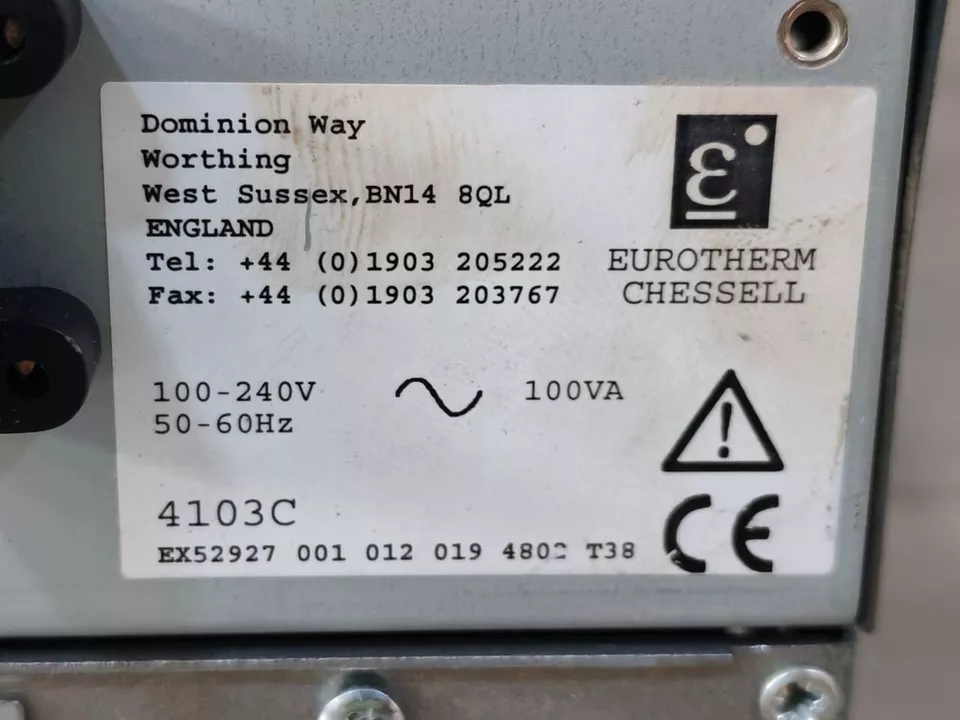 Dominion Way
Worthing
West Sussex,BN14 8QL
ENGLAND
Tel: +44 (0)1903 205222
Fax: +44 (0)1903 203767
EUROTHERM
CHESSELL
100-240V
50-60Hz
100VA
4103C
EX52927 001 012 019 T38
CE